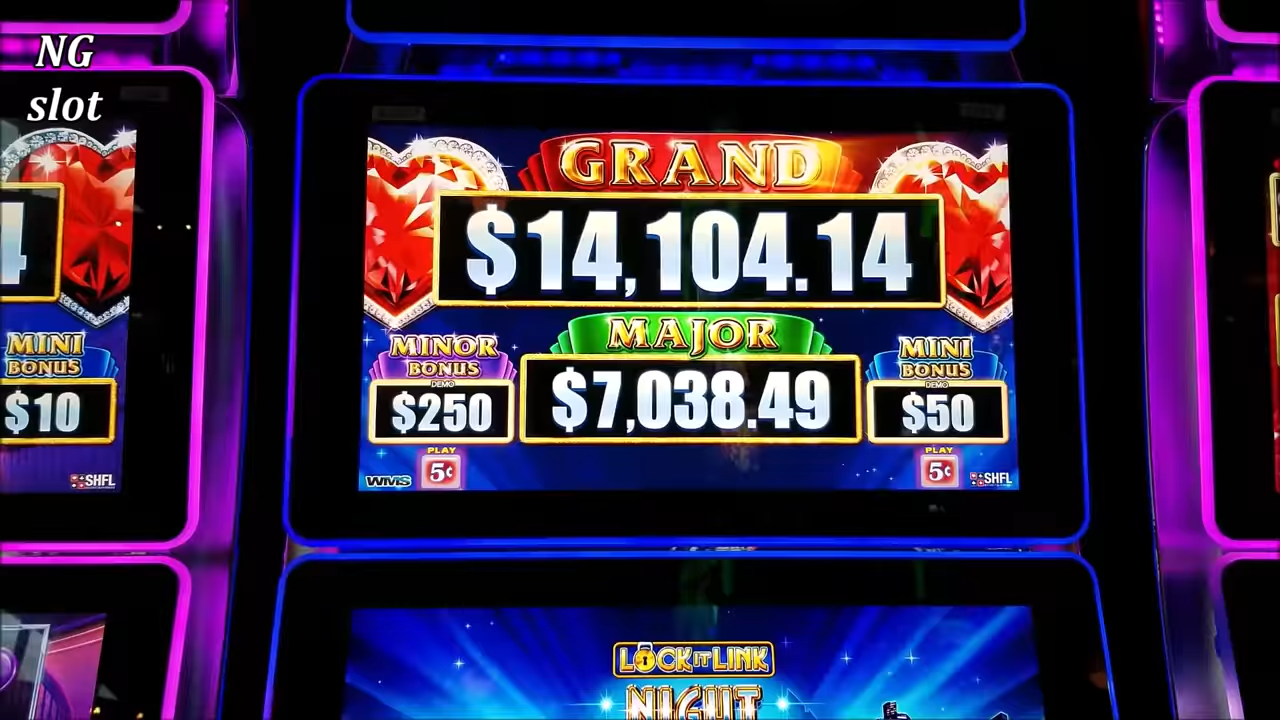 NG
slot
GRAND
$14,104.14
MAJOR
$7,038.49
MINOR
BONUS
DEMO
$250
PLAY
5¢
WMS
MINI
BONUS
DEMO
$50
PLAY
5¢
SHFL
4
MINI
BONUS
$10
SHFL
LOCK IT LINK
NIGHT